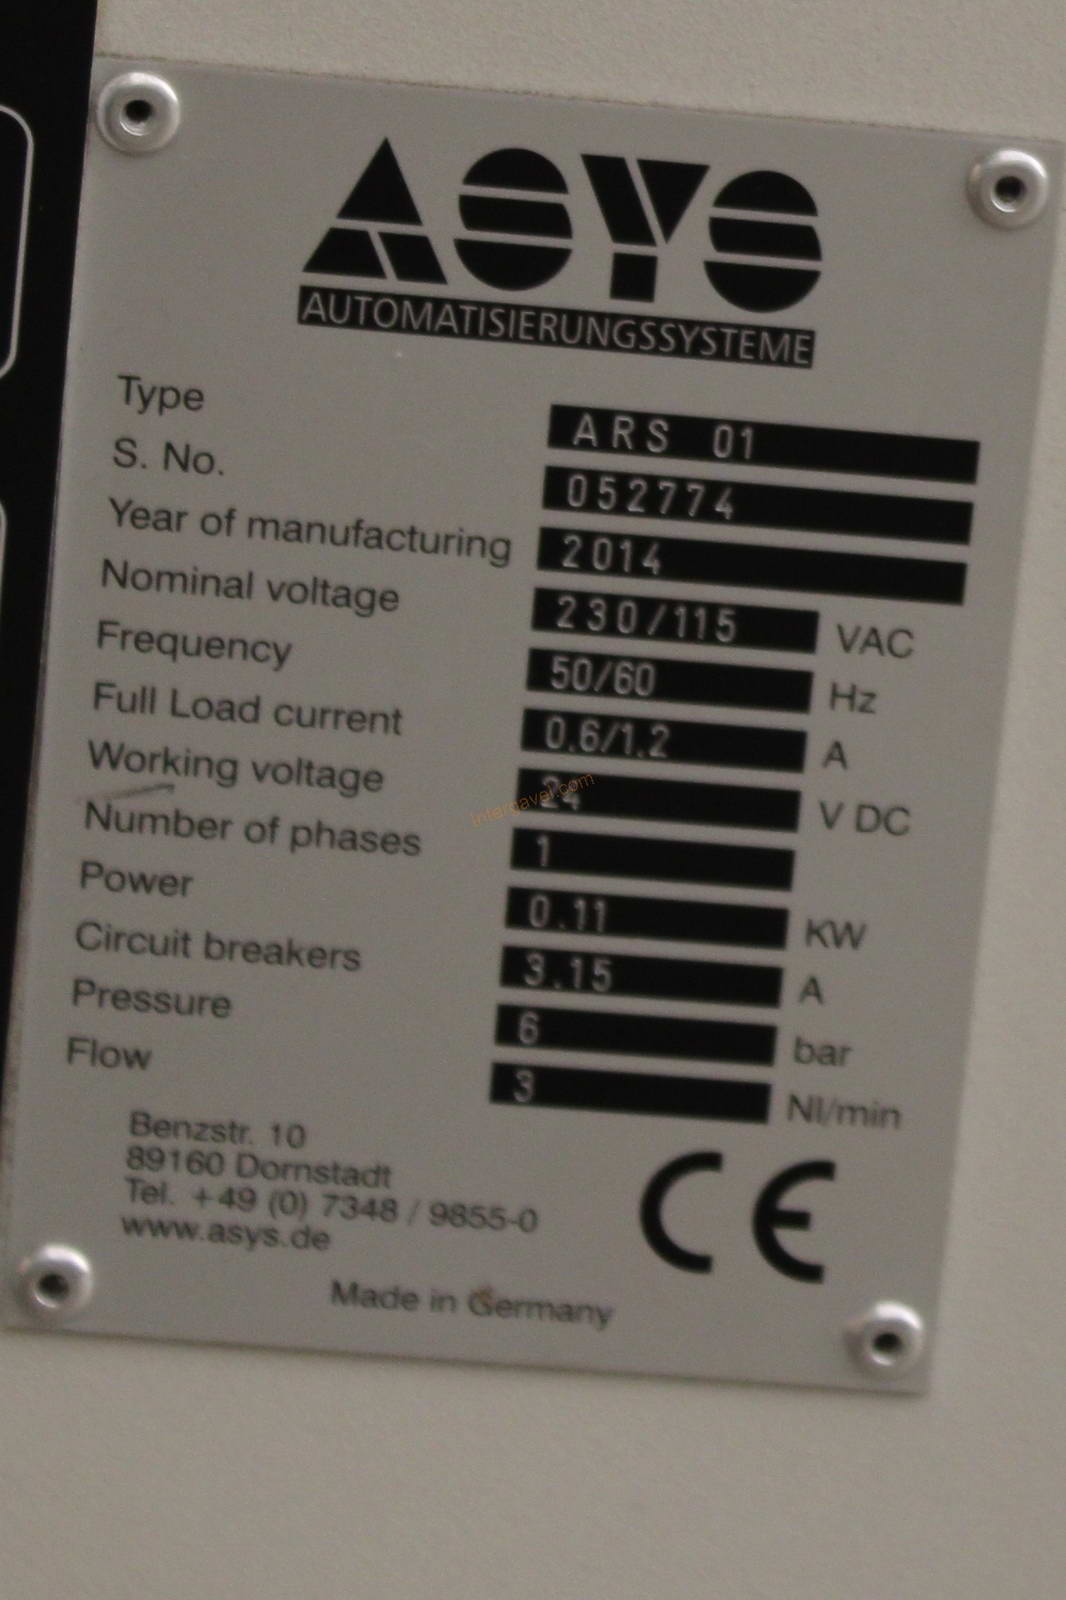 ASYS
AUTOMATISIERUNGSSYSTEME
Type ARS 01
S. No. 052774
Year of manufacturing 2014
Nominal voltage 230/115 VAC
Frequency 50/60 Hz
Full Load current 0.6/1.2 A
Working voltage 24 V DC
Number of phases 1
Power 0.11 KW
Circuit breakers 3.15 A
Pressure 6 bar
Flow 3 Nl/min
Benzstr. 10
89160 Dornstadt
Tel. +49 (0) 7348 / 9855-0
www.asys.de
CE
Made in Germany
Intergavel.com